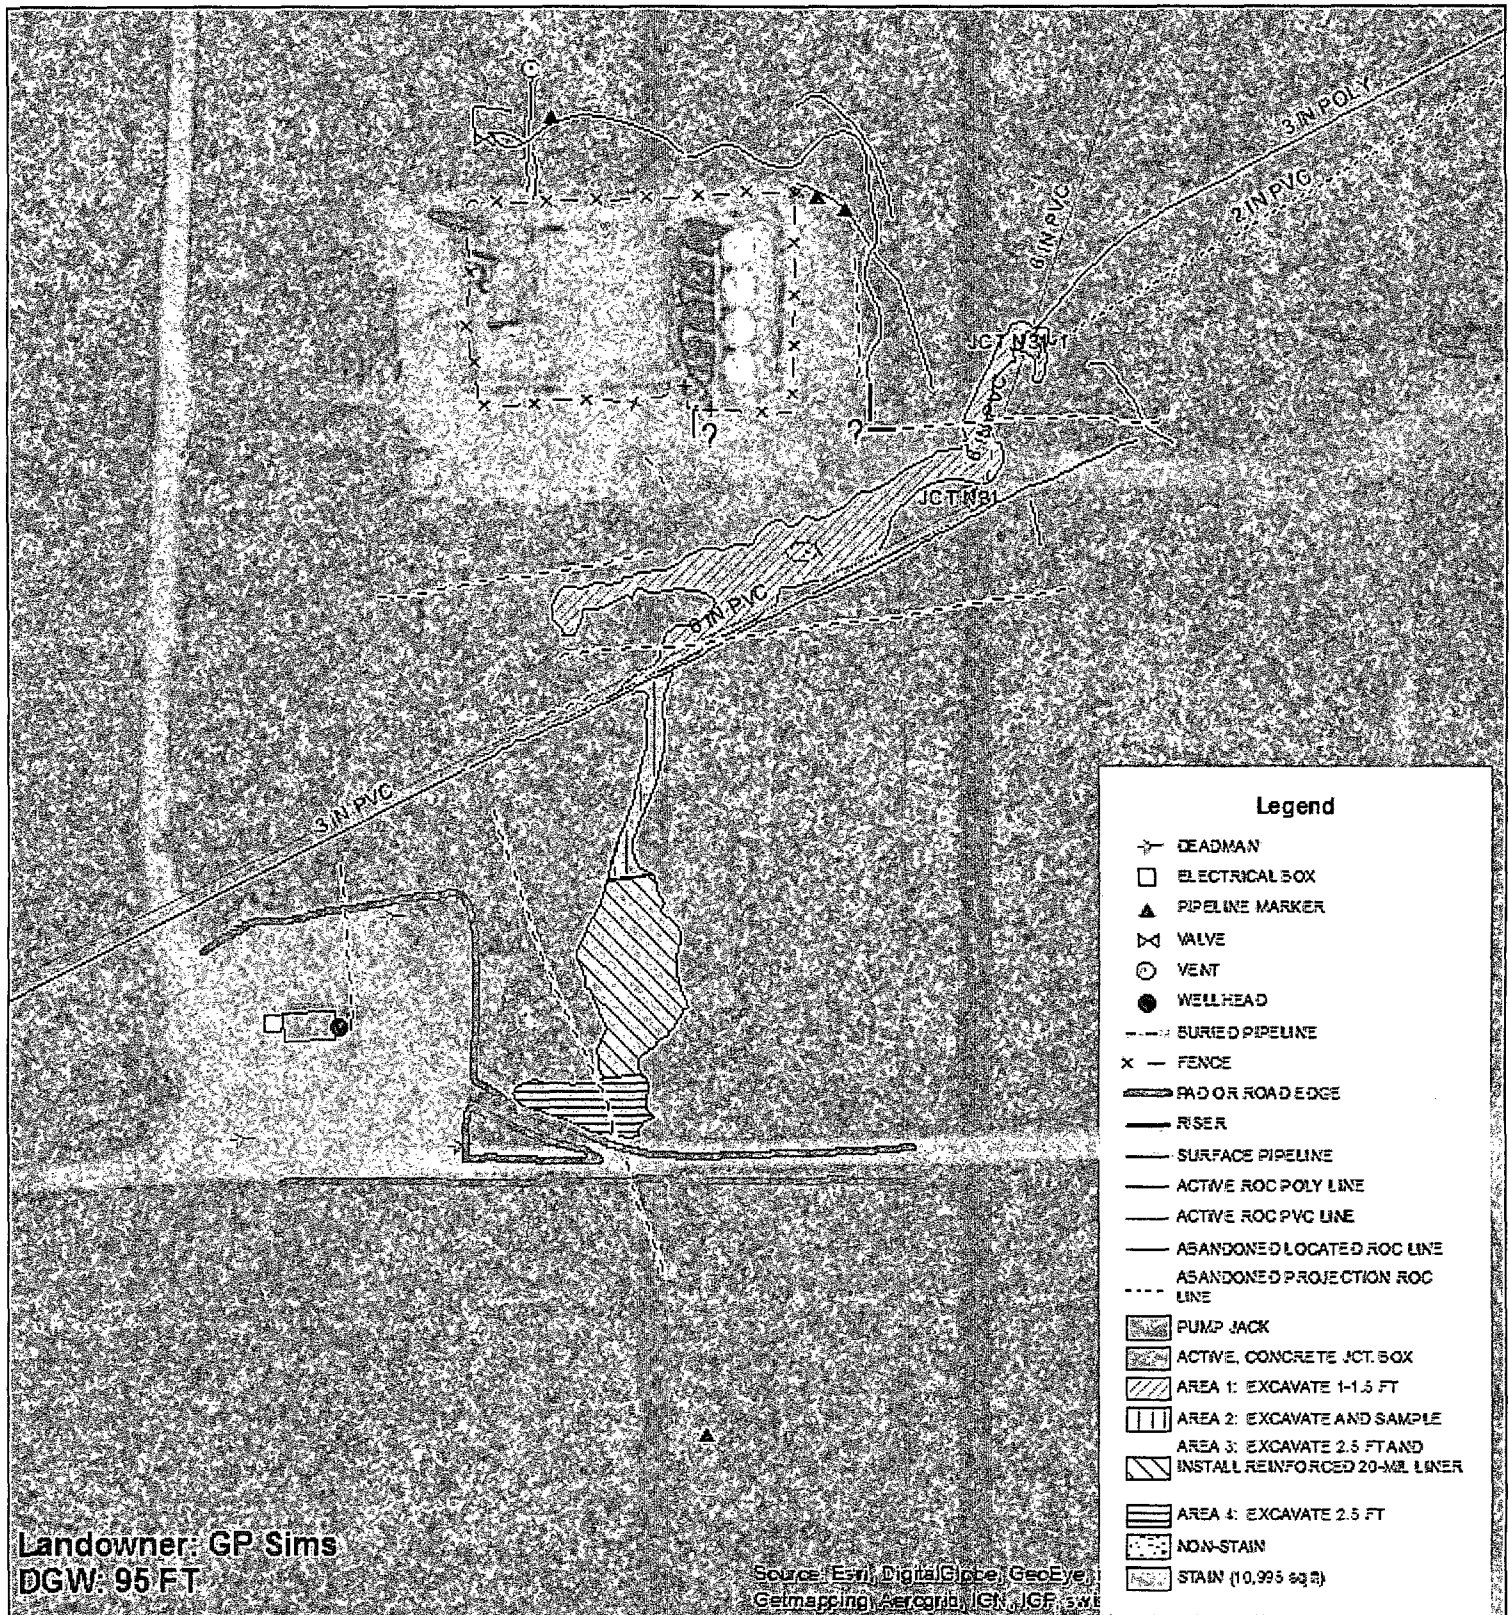 3 IN POLY
2 IN PVC
6 IN PVC
JCT N31-1
6 IN PVC
?
?
JCT N31
6 IN PVC
3 IN PVC
Legend
DEADMAN
ELECTRICAL BOX
PIPELINE MARKER
VALVE
VENT
WELLHEAD
BURIED PIPELINE
FENCE
PAD OR ROAD EDGE
RISER
SURFACE PIPELINE
ACTIVE ROC POLY LINE
ACTIVE ROC PVC LINE
ABANDONED LOCATED ROC LINE
ABANDONED PROJECTION ROC
LINE
PUMP JACK
ACTIVE, CONCRETE JCT. BOX
AREA 1: EXCAVATE 1-1.5 FT
AREA 2: EXCAVATE AND SAMPLE
AREA 3: EXCAVATE 2.5 FT AND
INSTALL REINFORCED 20-MIL LINER
AREA 4: EXCAVATE 2.5 FT
NON-STAIN
STAIN (10,995 sq ft)
Landowner: GP Sims
DGW: 95 FT
Source: Esri, DigitalGlobe, GeoEye,
Getmapping, Aerogrid, IGN, IGP, sw